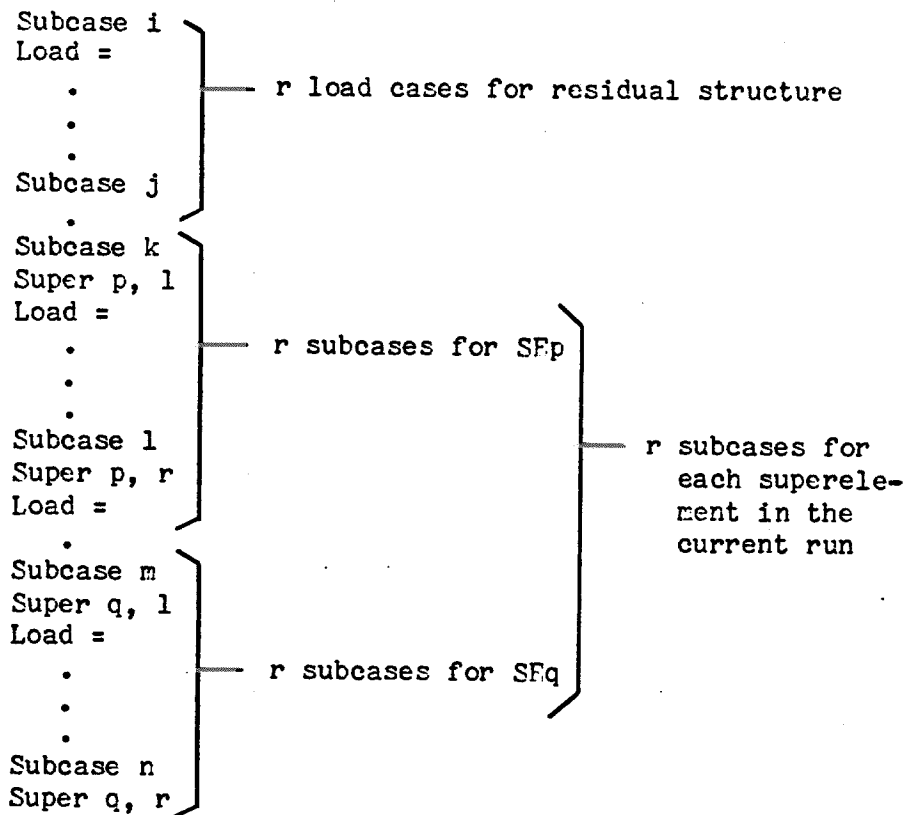 Subcase i
Load =
.
.
.
Subcase j
.
r load cases for residual structure
Subcase k
Super p, 1
Load =
.
.
.
Subcase l
Super p, r
Load =
.
r subcases for SEp
Subcase m
Super q, 1
Load =
.
.
.
Subcase n
Super q, r
r subcases for SEq
r subcases for
each superele-
ment in the
current run